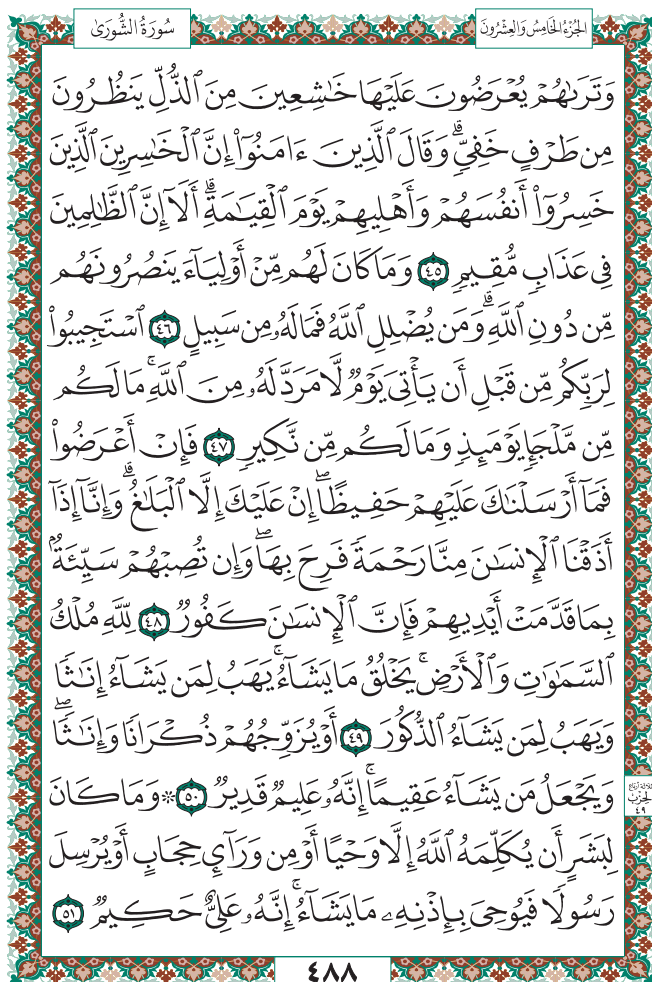 الجُزْءُ الخَامِسُ وَالعِشْرُونَ
سُورَةُ الشُّورَىٰ
وَتَرَىٰهُمْ يُعْرَضُونَ عَلَيْهَا خَٰشِعِينَ مِنَ ٱلذُّلِّ يَنظُرُونَ
مِن طَرْفٍ خَفِيٍّۗ وَقَالَ ٱلَّذِينَ ءَامَنُوٓاْ إِنَّ ٱلْخَٰسِرِينَ ٱلَّذِينَ
خَسِرُوٓاْ أَنفُسَهُمْ وَأَهْلِيهِمْ يَوْمَ ٱلْقِيَٰمَةِۗ أَلَآ إِنَّ ٱلظَّٰلِمِينَ
فِى عَذَابٍ مُّقِيمٍ ٤٥ وَمَا كَانَ لَهُم مِّنْ أَوْلِيَآءَ يَنصُرُونَهُم
مِّن دُونِ ٱللَّهِۗ وَمَن يُضْلِلِ ٱللَّهُ فَمَا لَهُۥ مِن سَبِيلٍ ٤٦ ٱسْتَجِيبُواْ
لِرَبِّكُم مِّن قَبْلِ أَن يَأْتِىَ يَوْمٌ لَّا مَرَدَّ لَهُۥ مِنَ ٱللَّهِۚ مَا لَكُم
مِّن مَّلْجَإٍ يَوْمَئِذٍ وَمَا لَكُم مِّن نَّكِيرٍ ٤٧ فَإِنْ أَعْرَضُواْ
فَمَآ أَرْسَلْنَٰكَ عَلَيْهِمْ حَفِيظًاۖ إِنْ عَلَيْكَ إِلَّا ٱلْبَلَٰغُۗ وَإِنَّآ إِذَآ
أَذَقْنَا ٱلْإِنسَٰنَ مِنَّا رَحْمَةً فَرِحَ بِهَاۖ وَإِن تُصِبْهُمْ سَيِّئَةٌۢ
بِمَا قَدَّمَتْ أَيْدِيهِمْ فَإِنَّ ٱلْإِنسَٰنَ كَفُورٌ ٤٨ لِّلَّهِ مُلْكُ
ٱلسَّمَٰوَٰتِ وَٱلْأَرْضِۚ يَخْلُقُ مَا يَشَآءُۚ يَهَبُ لِمَن يَشَآءُ إِنَٰثًا
وَيَهَبُ لِمَن يَشَآءُ ٱلذُّكُورَ ٤٩ أَوْ يُزَوِّجُهُمْ ذُكْرَانًا وَإِنَٰثًاۖ
وَيَجْعَلُ مَن يَشَآءُ عَقِيمًاۚ إِنَّهُۥ عَلِيمٌ قَدِيرٌ ٥٠ ۞ وَمَا كَانَ
لِبَشَرٍ أَن يُكَلِّمَهُ ٱللَّهُ إِلَّا وَحْيًا أَوْ مِن وَرَآئِ حِجَابٍ أَوْ يُرْسِلَ
رَسُولًا فَيُوحِىَ بِإِذْنِهِۦ مَا يَشَآءُۚ إِنَّهُۥ عَلِىٌّ حَكِيمٌ ٥١
الحِزْب
٤٩
٤٨٨